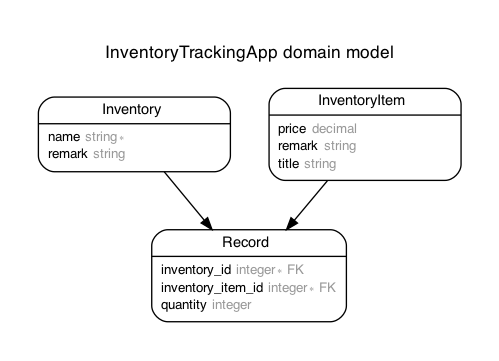 InventoryTrackingApp domain model
Inventory
name string *
remark string
InventoryItem
price decimal
remark string
title string
Record
inventory_id integer * FK
inventory_item_id integer * FK
quantity integer